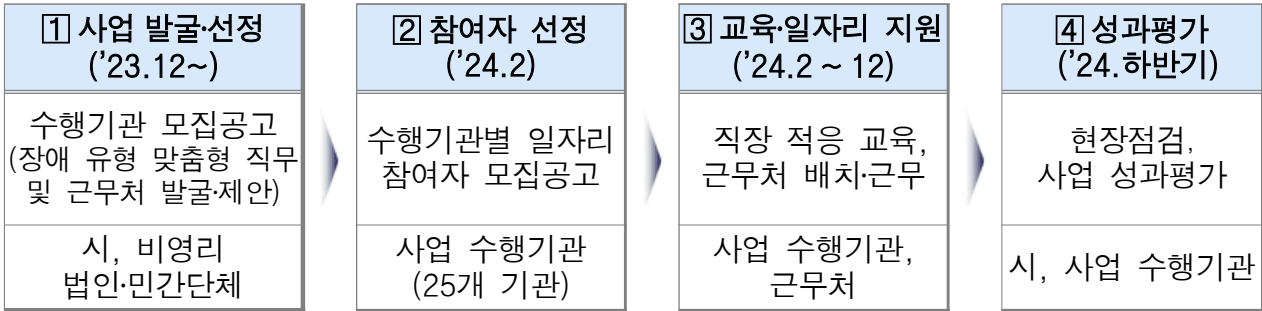 1 사업 발굴·선정
('23.12~)
수행기관 모집공고
(장애 유형 맞춤형 직무
및 근무처 발굴·제안)
시, 비영리
법인·민간단체
2 참여자 선정
('24.2)
수행기관별 일자리
참여자 모집공고
사업 수행기관
(25개 기관)
3 교육·일자리 지원
('24.2 ~ 12)
직장 적응 교육,
근무처 배치·근무
사업 수행기관,
근무처
4 성과평가
('24.하반기)
현장점검,
사업 성과평가
시, 사업 수행기관